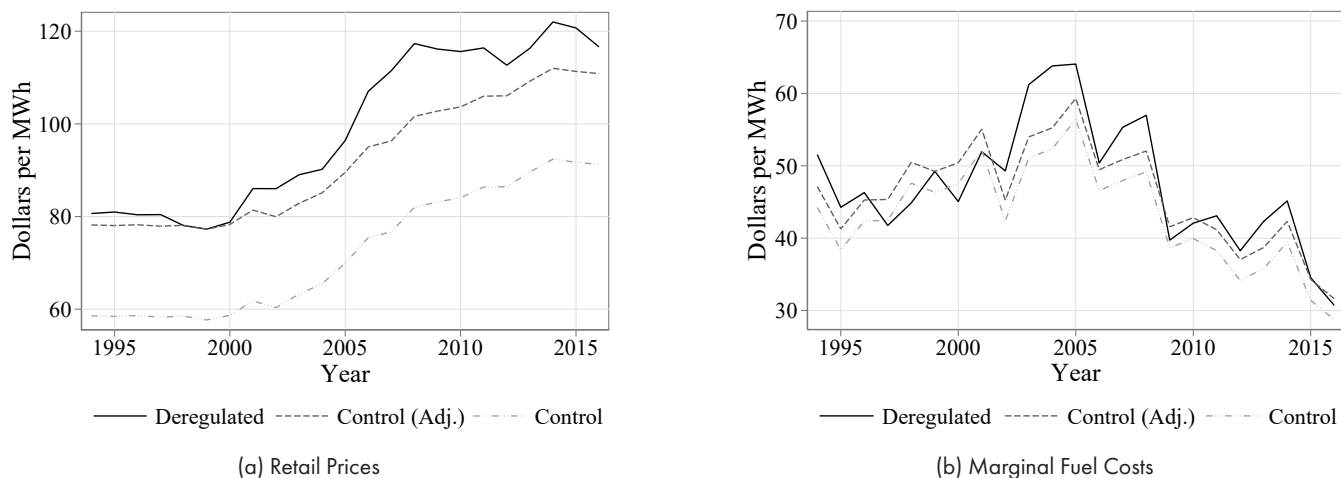 Dollars per MWh
120
100
80
60
1995 2000 2005 2010 2015
Year
Deregulated Control (Adj.) Control
(a) Retail Prices
Dollars per MWh
70
60
50
40
30
1995 2000 2005 2010 2015
Year
Deregulated Control (Adj.) Control
(b) Marginal Fuel Costs